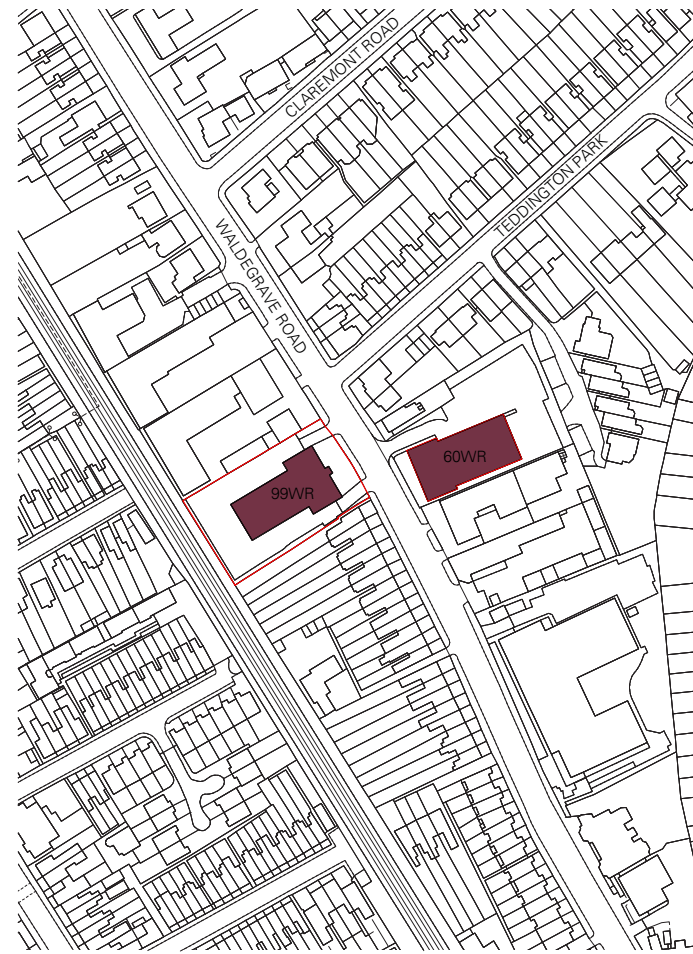 CLAREMONT ROAD
TEDDINGTON PARK
WALDEGRAVE ROAD
60WR
99WR